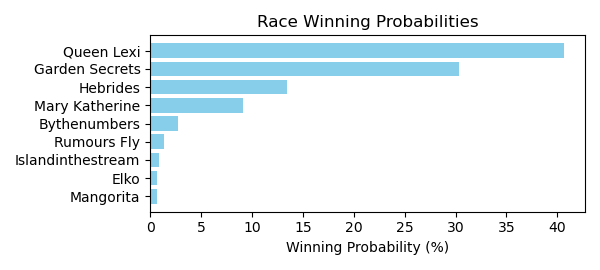 Race Winning Probabilities
Queen Lexi
Garden Secrets
Hebrides
Mary Katherine
Bythenumbers
Rumours Fly
Islandinthestream
Elko
Mangorita
0 5 10 15 20 25 30 35 40
Winning Probability (%)